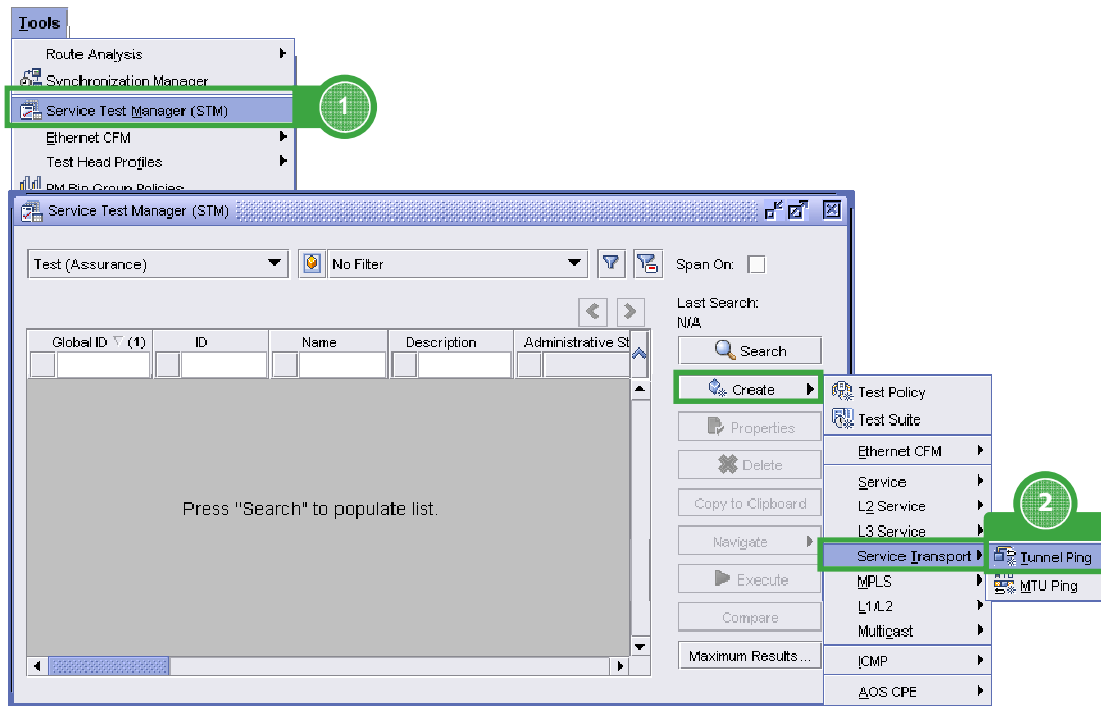 Tools
Route Analysis
Synchronization Manager
1
Service Test Manager (STM)
Ethernet CFM
Test Head Profiles
PM Bin Group Policies
Service Test Manager (STM)
Test (Assurance)
No Filter
Span On:
Last Search:
N/A
Global ID (1) ID Name Description Administrative St
Search
Create
Properties
Delete
Copy to Clipboard
Navigate
Execute
Compare
Maximum Results...
Press "Search" to populate list.
Test Policy
Test Suite
Ethernet CFM
Service
L2 Service
L3 Service
Service Transport
MPLS
L1/L2
Multicast
ICMP
AOS CPE
2
Tunnel Ping
MTU Ping